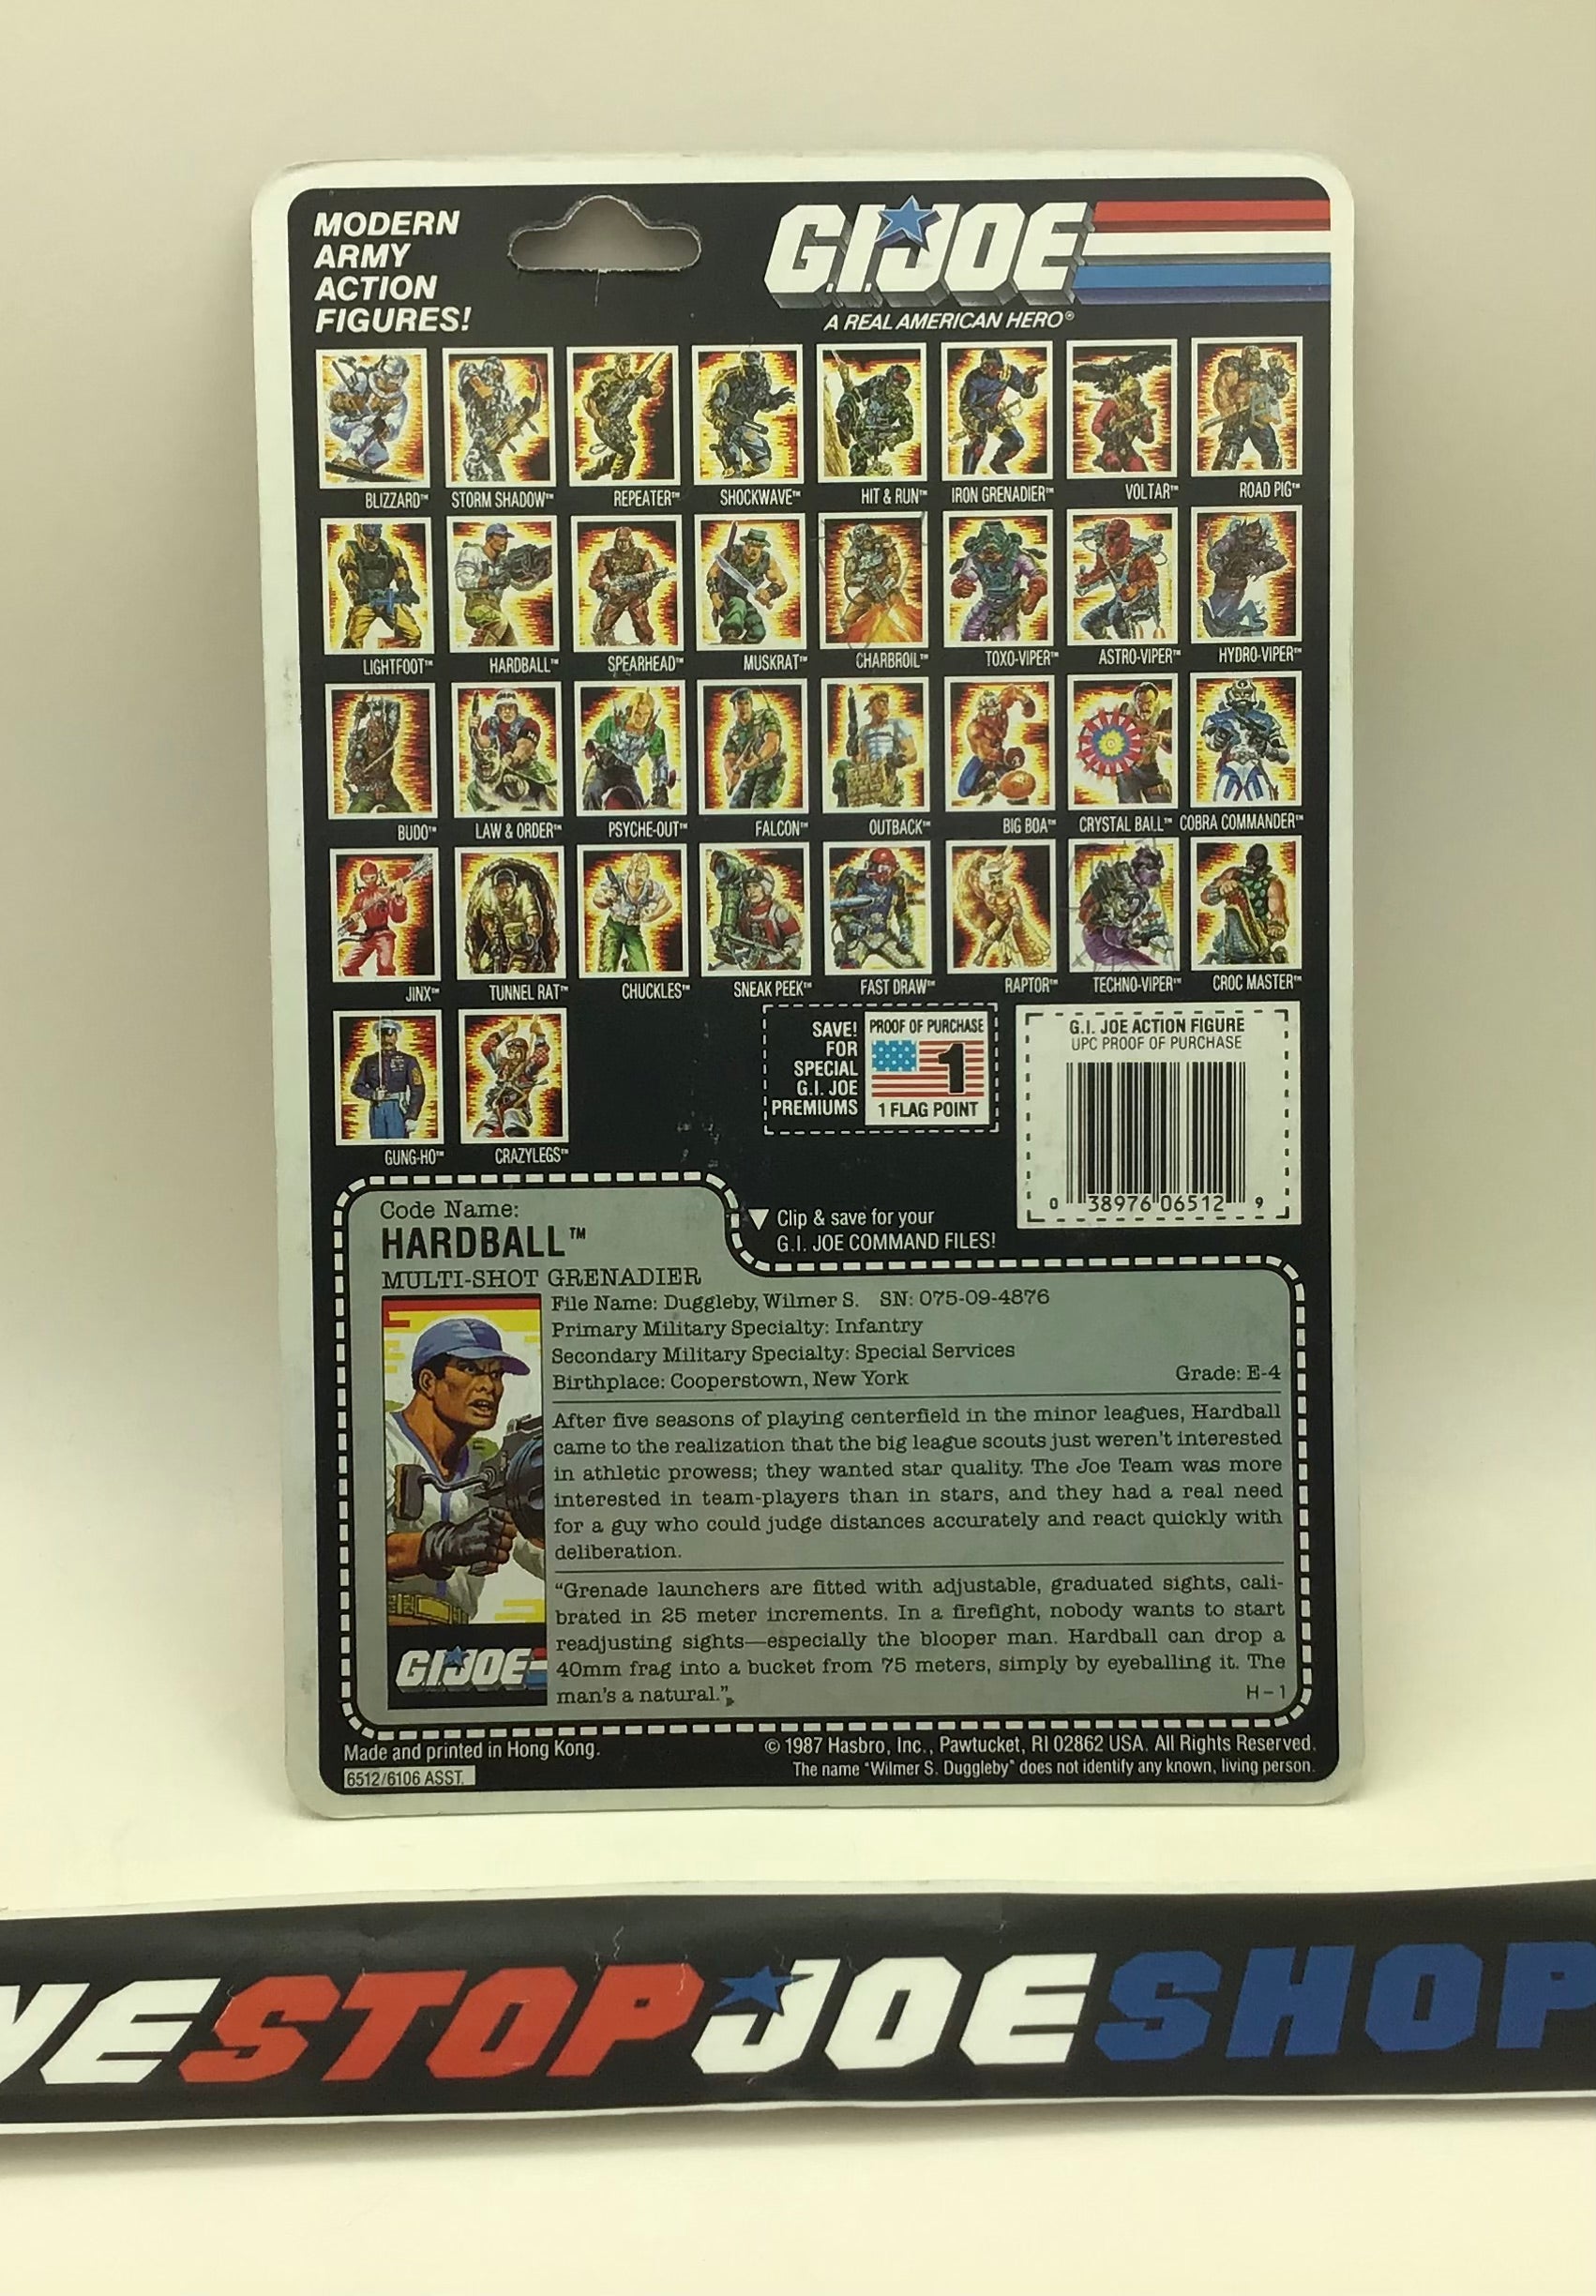 MODERN
ARMY
ACTION
FIGURES!
G.I. JOE
A REAL AMERICAN HERO®
BLIZZARD™ STORM SHADOW™ REPEATER™ SHOCKWAVE™ HIT & RUN™ IRON GRENADIER™ VOLTAR™ ROAD PIG™
LIGHTFOOT™ HARDBALL™ SPEARHEAD™ MUSKRAT™ CHARBROIL™ TOXO-VIPER™ ASTRO-VIPER™ HYDRO-VIPER™
BUDO™ LAW & ORDER™ PSYCHE-OUT™ FALCON™ OUTBACK™ BIG BOA™ CRYSTAL BALL™ COBRA COMMANDER™
JINX™ TUNNEL RAT™ CHUCKLES™ SNEAK PEEK™ FAST DRAW™ RAPTOR™ TECHNO-VIPER™ CROC MASTER™
GUNG-HO™ CRAZYLEGS™
SAVE!
FOR
SPECIAL
G.I. JOE
PREMIUMS
PROOF OF PURCHASE
1
1 FLAG POINT
G.I. JOE ACTION FIGURE
UPC PROOF OF PURCHASE
0 38976 06512 9
Clip & save for your
G.I. JOE COMMAND FILES!
Code Name:
HARDBALL™
MULTI-SHOT GRENADIER
File Name: Duggleby, Wilmer S. SN: 075-09-4876
Primary Military Specialty: Infantry
Secondary Military Specialty: Special Services
Birthplace: Cooperstown, New York Grade: E-4
After five seasons of playing centerfield in the minor leagues, Hardball
came to the realization that the big league scouts just weren't interested
in athletic prowess; they wanted star quality. The Joe Team was more
interested in team-players than in stars, and they had a real need
for a guy who could judge distances accurately and react quickly with
deliberation.
"Grenade launchers are fitted with adjustable, graduated sights, cali-
brated in 25 meter increments. In a firefight, nobody wants to start
readjusting sights—especially the blooper man. Hardball can drop a
40mm frag into a bucket from 75 meters, simply by eyeballing it. The
man's a natural."
H-1
G.I. JOE
Made and printed in Hong Kong.
6512/6106 ASST.
© 1987 Hasbro, Inc., Pawtucket, RI 02862 USA. All Rights Reserved.
The name "Wilmer S. Duggleby" does not identify any known, living person.
NESTOPJOESHOP